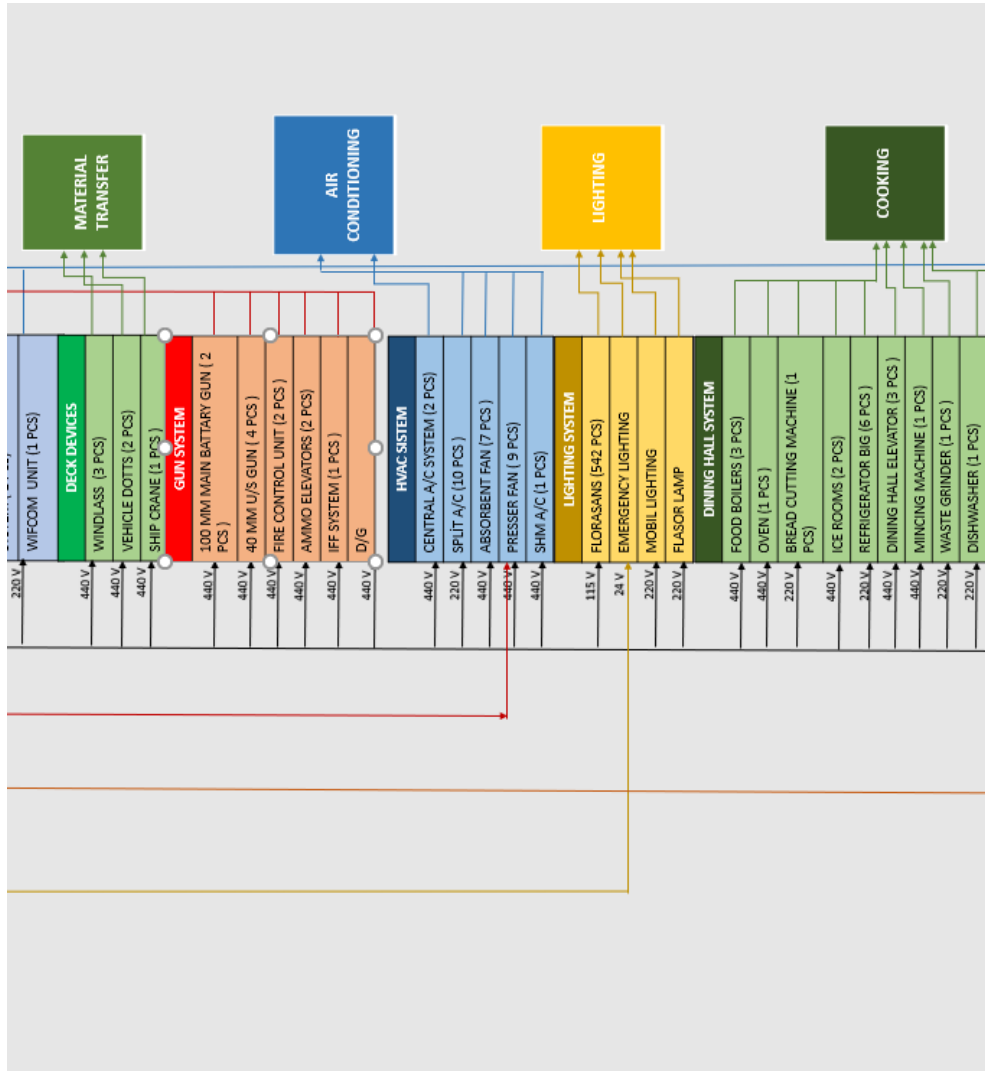 MATERIAL
TRANSFER
AIR
CONDITIONING
LIGHTING
COOKING
WIFCOM UNIT (1 PCS)
DECK DEVICES
WINDLASS (3 PCS)
VEHICLE DOTTS (2 PCS)
SHIP CRANE (1 PCS )
GUN SYSTEM
100 MM MAIN BATTARY GUN ( 2
PCS )
40 MM U/S GUN ( 4 PCS )
FIRE CONTROL UNIT (2 PCS )
AMMO ELEVATORS (2 PCS)
IFF SYSTEM (1 PCS )
D/G
HVAC SISTEM
CENTRAL A/C SYSTEM (2 PCS)
SPLİT A/C (10 PCS )
ABSORBENT FAN (7 PCS )
PRESSER FAN ( 9 PCS)
SHM A/C (1 PCS)
LIGHTING SYSTEM
FLORASANS (542 PCS)
EMERGENCY LIGHTING
MOBIL LIGHTING
FLASOR LAMP
DINING HALL SYSTEM
FOOD BOILERS (3 PCS)
OVEN (1 PCS )
BREAD CUTTING MACHINE (1
PCS)
ICE ROOMS (2 PCS)
REFRIGERATOR BIG (6 PCS )
DINING HALL ELEVATOR (3 PCS )
MINCING MACHINE (1 PCS)
WASTE GRINDER (1 PCS )
DISHWASHER (1 PCS)
220 V
440 V
440 V
440 V
440 V
440 V
440 V
440 V
440 V
440 V
440 V
220 V
440 V
440 V
440 V
115 V
24 V
220 V
220 V
440 V
440 V
220 V
440 V
220 V
440 V
440 V
220 V
220 V